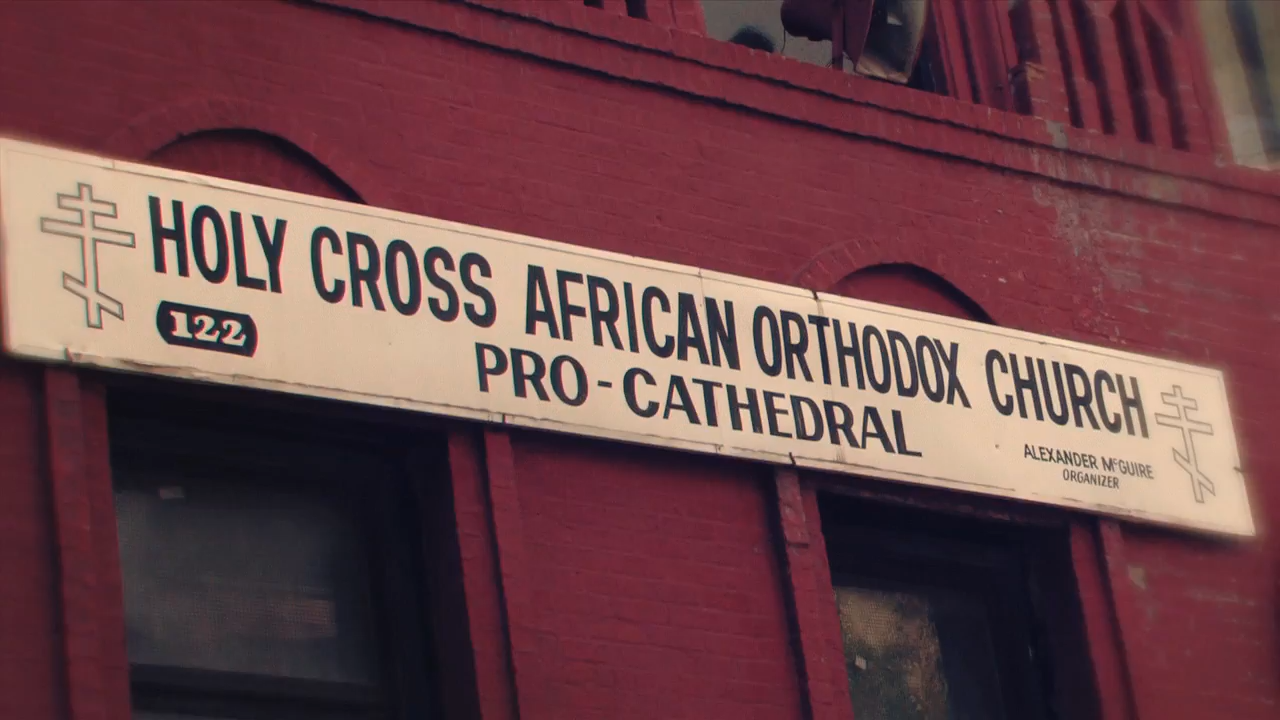 HOLY CROSS AFRICAN ORTHODOX CHURCH
122
PRO-CATHEDRAL
ALEXANDER McGUIRE
ORGANIZER